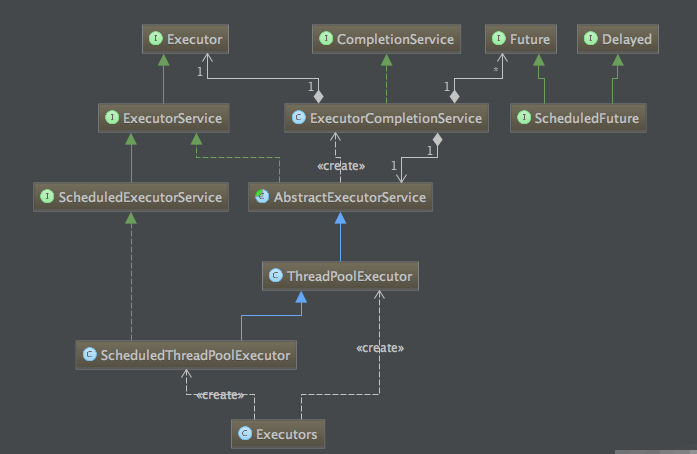 I Executor
I CompletionService
I Future
I Delayed
1
*
1
1
I ExecutorService
C ExecutorCompletionService
I ScheduledFuture
1
«create»
1
I ScheduledExecutorService
C AbstractExecutorService
C ThreadPoolExecutor
«create»
C ScheduledThreadPoolExecutor
«create»
C Executors